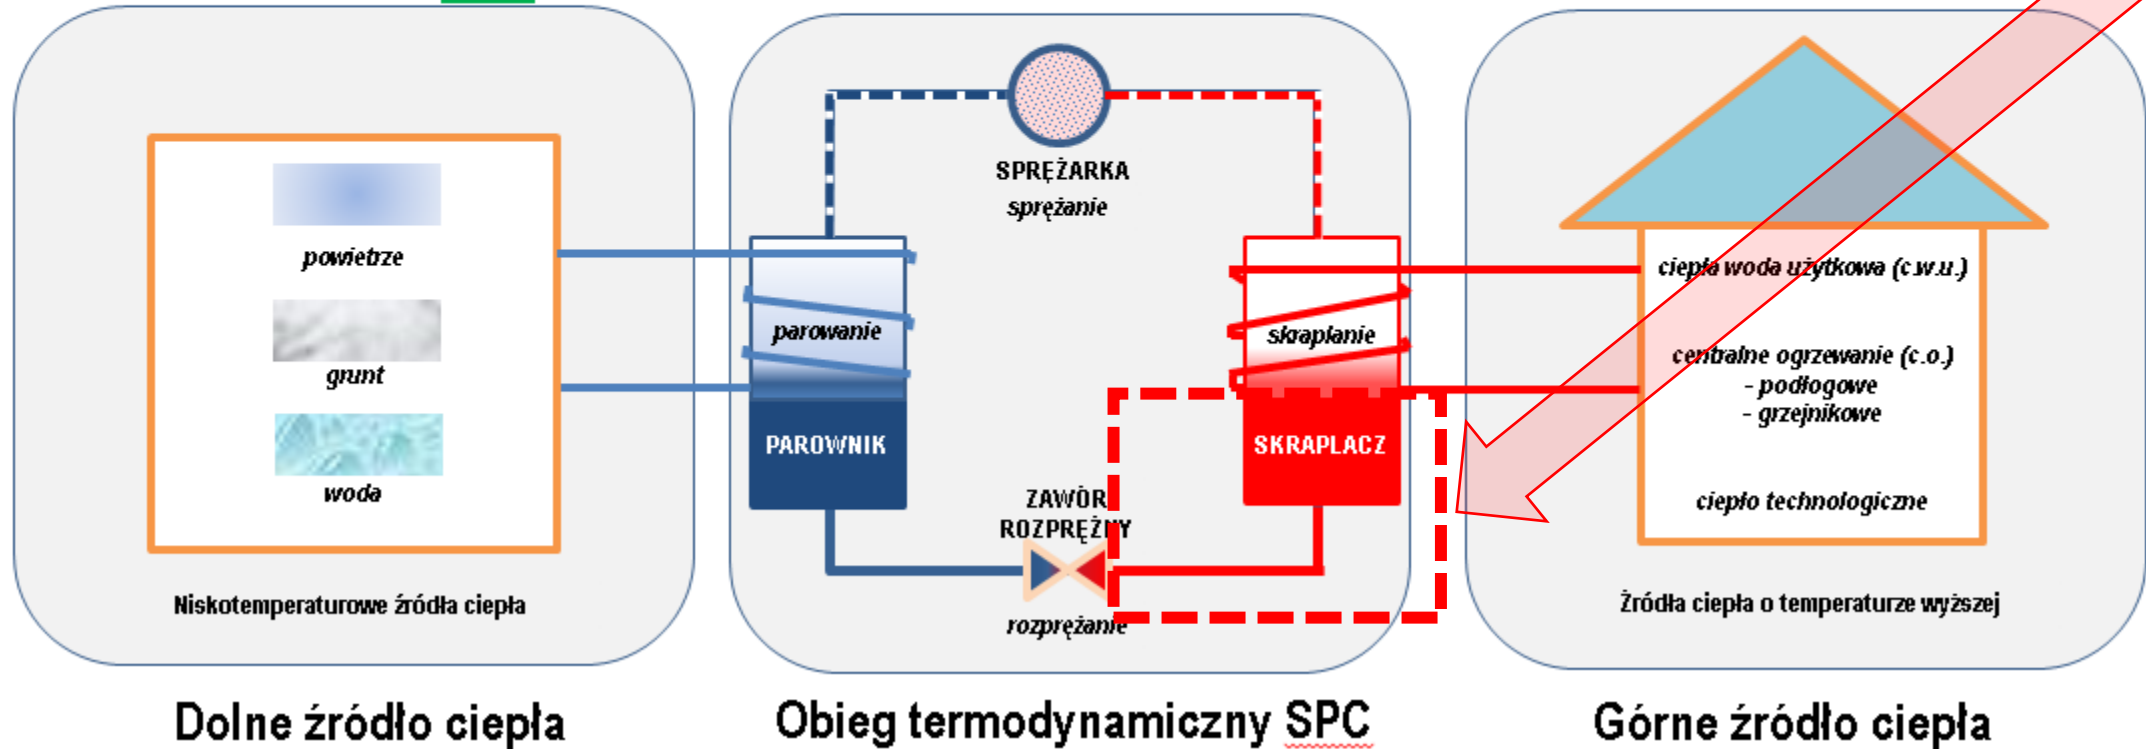 powietrze
grunt
woda
Niskotemperaturowe źródła ciepła
Dolne źródło ciepła
SPRĘŻARKA
sprężanie
parowanie
PAROWNIK
skraplanie
SKRAPLACZ
ZAWÓR
ROZPRĘŻNY
rozprężanie
Obieg termodynamiczny SPC
ciepła woda użytkowa (c.w.u.)
centralne ogrzewanie (c.o.)
- podłogowe
- grzejnikowe
ciepło technologiczne
Źródła ciepła o temperaturze wyższej
Górne źródło ciepła